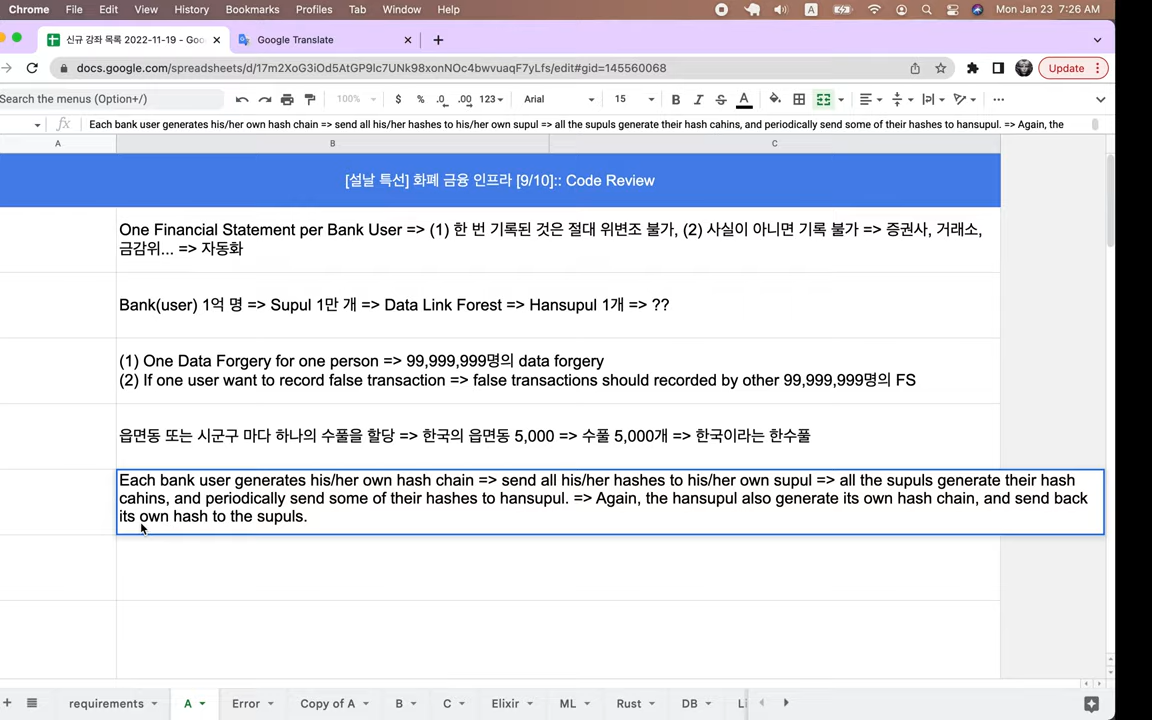 Chrome File Edit View History Bookmarks Profiles Tab Window Help A Mon Jan 23 7:26 AM
신규 강좌 목록 2022-11-19 - Goo Google Translate
docs.google.com/spreadsheets/d/17m2XoG3iOd5AtGP9lc7UNk98xonNOc4bwvuaqF7yLfs/edit#gid=145560068 Update
Search the menus (Option+/) 100% $ % .0 .00 123 Arial 15 B I S A
fx Each bank user generates his/her own hash chain => send all his/her hashes to his/her own supul => all the supuls generate their hash cahins, and periodically send some of their hashes to hansupul. => Again, the
A B C
[설날 특선] 화폐 금융 인프라 [9/10]:: Code Review
One Financial Statement per Bank User => (1) 한 번 기록된 것은 절대 위변조 불가, (2) 사실이 아니면 기록 불가 => 증권사, 거래소,
금감위... => 자동화
Bank(user) 1억 명 => Supul 1만 개 => Data Link Forest => Hansupul 1개 => ??
(1) One Data Forgery for one person => 99,999,999명의 data forgery
(2) If one user want to record false transaction => false transactions should recorded by other 99,999,999명의 FS
읍면동 또는 시군구 마다 하나의 수풀을 할당 => 한국의 읍면동 5,000 => 수풀 5,000개 => 한국이라는 한수풀
Each bank user generates his/her own hash chain => send all his/her hashes to his/her own supul => all the supuls generate their hash
cahins, and periodically send some of their hashes to hansupul. => Again, the hansupul also generate its own hash chain, and send back
its own hash to the supuls.
requirements A Error Copy of A B C Elixir ML Rust DB Li